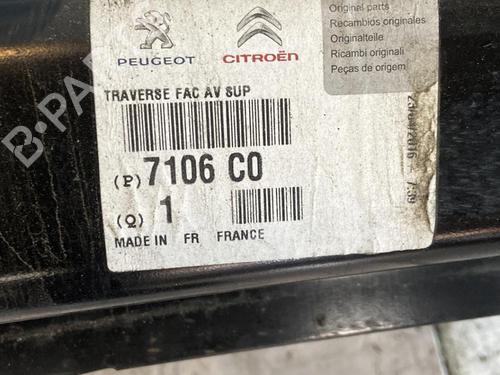 Original parts
Recambios originales
Originalteile
Ricambi originali
Peças de origem
PEUGEOT
CITROËN
TRAVERSE FAC AV SUP
(P) 7106 C0
(Q) 1
MADE IN FR FRANCE
B-PARTS